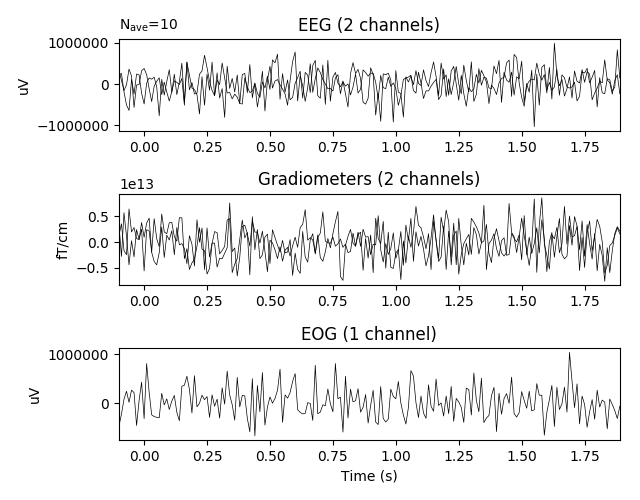 N_ave=10
EEG (2 channels)
1000000
0
−1000000
uV
0.00 0.25 0.50 0.75 1.00 1.25 1.50 1.75
1e13
Gradiometers (2 channels)
0.5
0.0
−0.5
fT/cm
0.00 0.25 0.50 0.75 1.00 1.25 1.50 1.75
EOG (1 channel)
1000000
0
uV
0.00 0.25 0.50 0.75 1.00 1.25 1.50 1.75
Time (s)